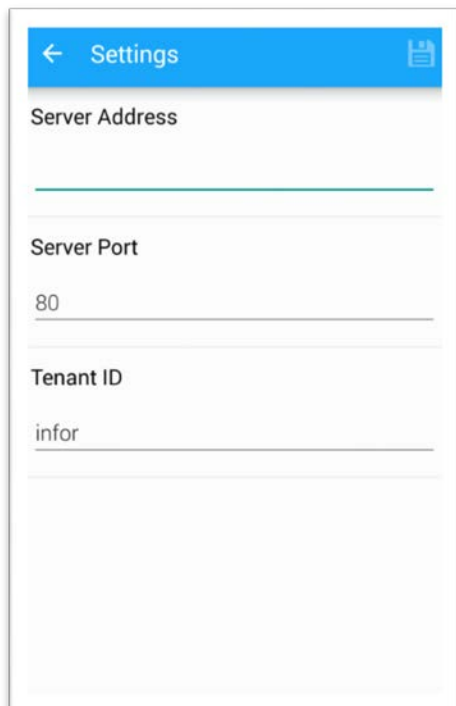 Settings
Server Address
Server Port
80
Tenant ID
infor